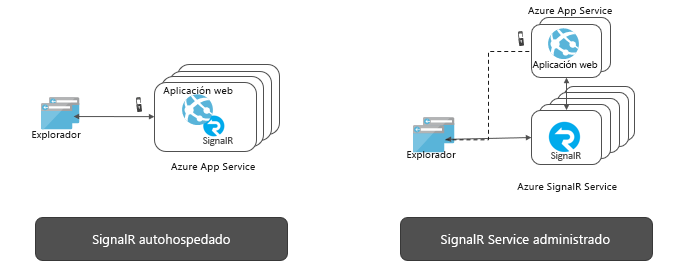 Aplicación web
SignalR
Explorador
Azure App Service
SignalR autohospedado
Azure App Service
Aplicación web
Explorador
SignalR
Azure SignalR Service
SignalR Service administrado